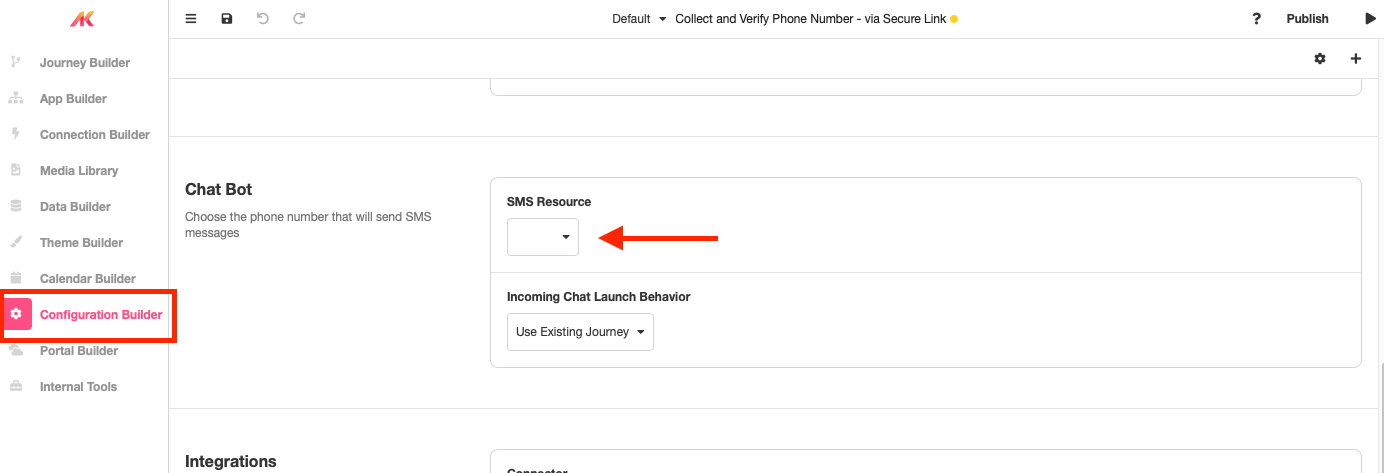 Default Collect and Verify Phone Number - via Secure Link
? Publish
Journey Builder
App Builder
Connection Builder
Media Library
Data Builder
Theme Builder
Calendar Builder
Configuration Builder
Portal Builder
Internal Tools
Chat Bot
Choose the phone number that will send SMS
messages
SMS Resource
Incoming Chat Launch Behavior
Use Existing Journey
Integrations
Connector